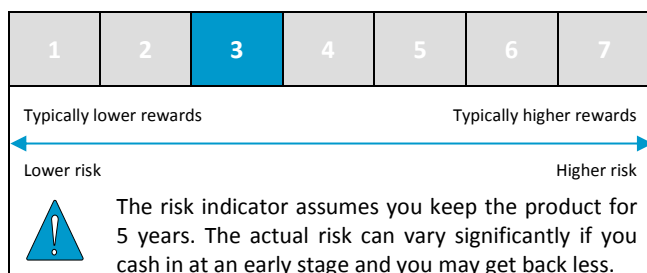 1 2 3 4 5 6 7
Typically lower rewards Typically higher rewards
Lower risk Higher risk
The risk indicator assumes you keep the product for
5 years. The actual risk can vary significantly if you
cash in at an early stage and you may get back less.